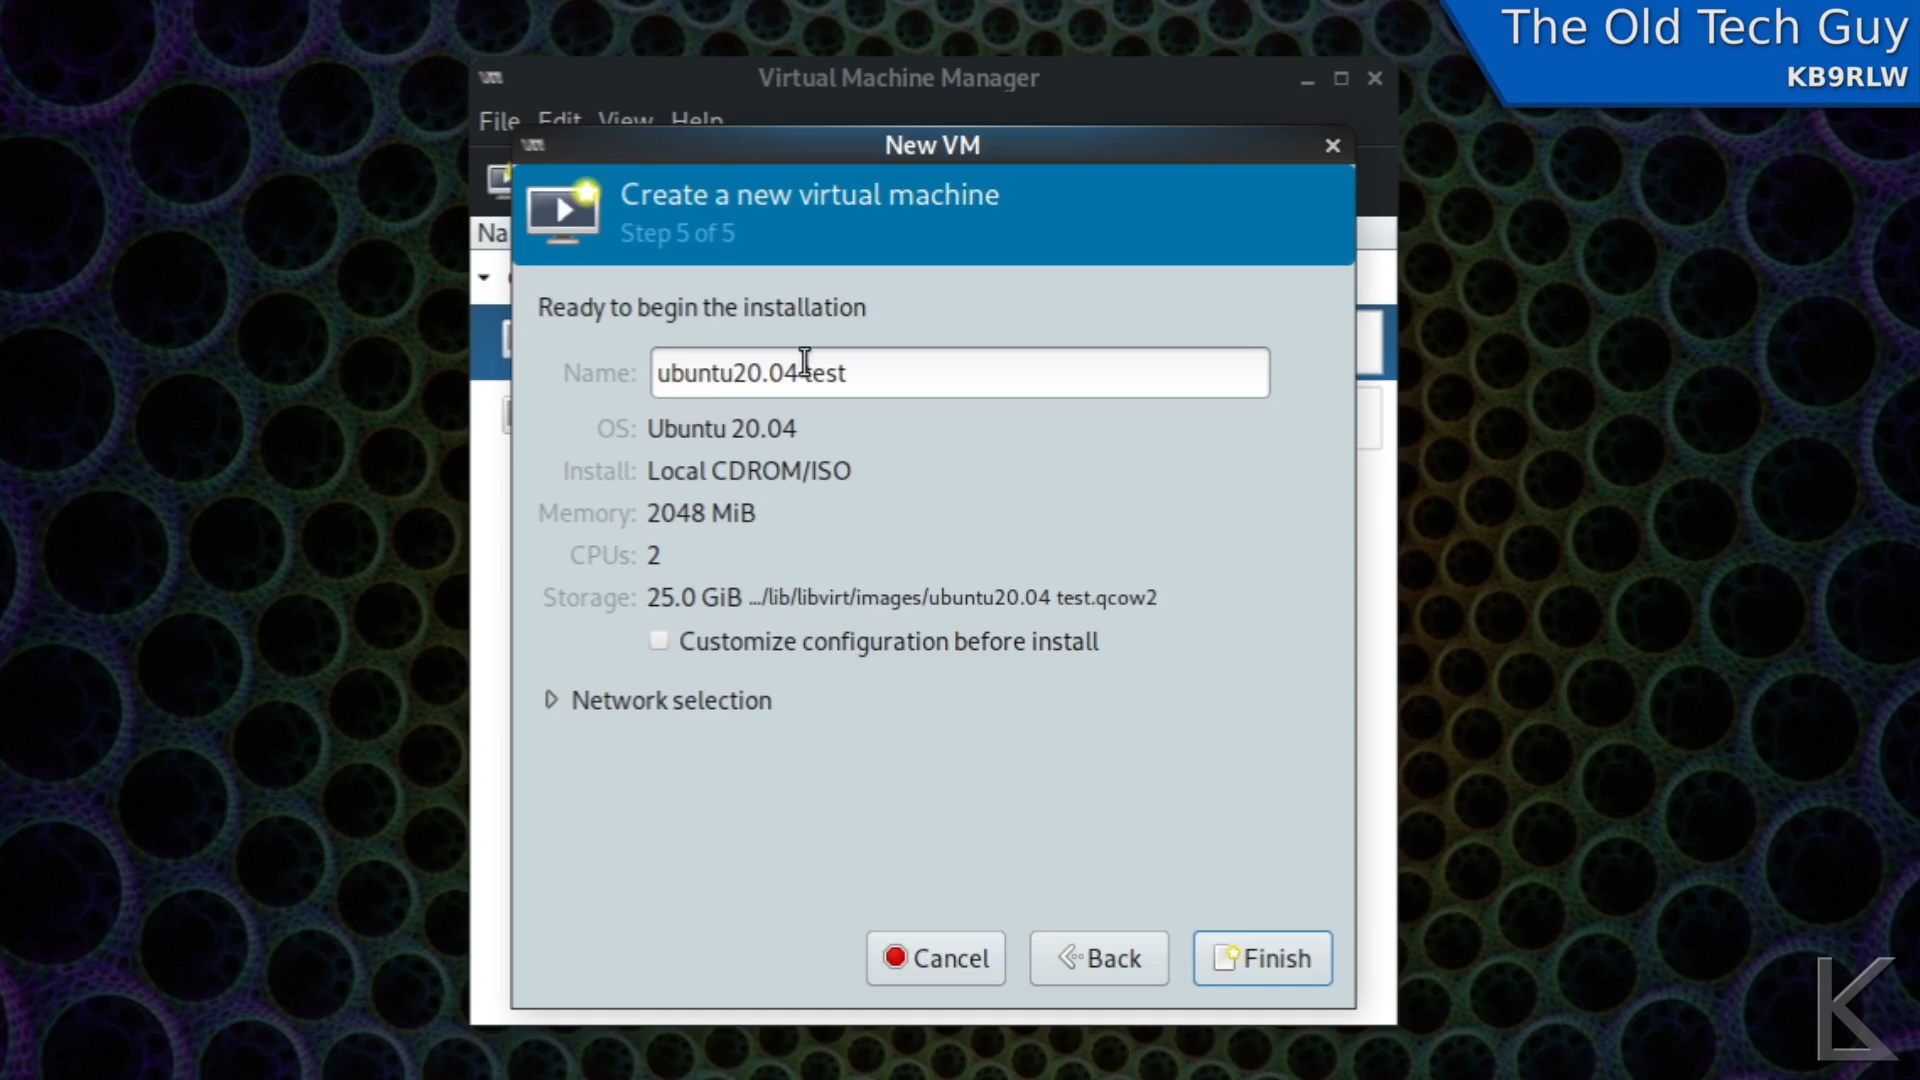 The Old Tech Guy
KB9RLW
Virtual Machine Manager
File Edit View Help
New VM
Create a new virtual machine
Step 5 of 5
Na
Ready to begin the installation
Name: ubuntu20.04 test
OS: Ubuntu 20.04
Install: Local CDROM/ISO
Memory: 2048 MiB
CPUs: 2
Storage: 25.0 GiB .../lib/libvirt/images/ubuntu20.04 test.qcow2
Customize configuration before install
Network selection
Cancel Back Finish
K